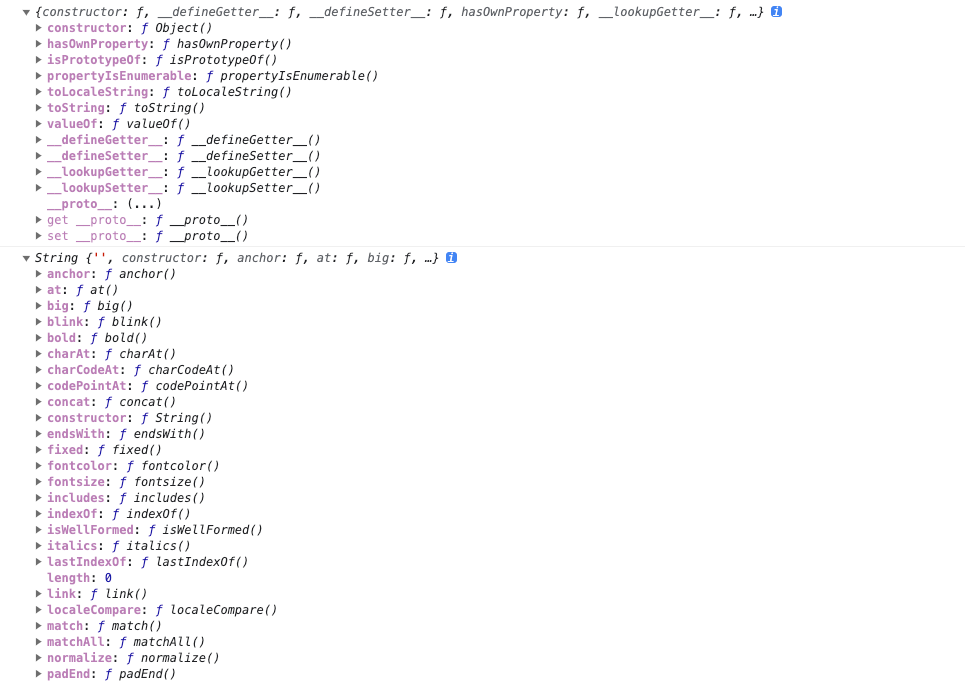 {constructor: ƒ, __defineGetter__: ƒ, __defineSetter__: ƒ, hasOwnProperty: ƒ, __lookupGetter__: ƒ, …} i
constructor: ƒ Object()
hasOwnProperty: ƒ hasOwnProperty()
isPrototypeOf: ƒ isPrototypeOf()
propertyIsEnumerable: ƒ propertyIsEnumerable()
toLocaleString: ƒ toLocaleString()
toString: ƒ toString()
valueOf: ƒ valueOf()
__defineGetter__: ƒ __defineGetter__()
__defineSetter__: ƒ __defineSetter__()
__lookupGetter__: ƒ __lookupGetter__()
__lookupSetter__: ƒ __lookupSetter__()
__proto__: (...)
get __proto__: ƒ __proto__()
set __proto__: ƒ __proto__()
String {'', constructor: ƒ, anchor: ƒ, at: ƒ, big: ƒ, …} i
anchor: ƒ anchor()
at: ƒ at()
big: ƒ big()
blink: ƒ blink()
bold: ƒ bold()
charAt: ƒ charAt()
charCodeAt: ƒ charCodeAt()
codePointAt: ƒ codePointAt()
concat: ƒ concat()
constructor: ƒ String()
endsWith: ƒ endsWith()
fixed: ƒ fixed()
fontcolor: ƒ fontcolor()
fontsize: ƒ fontsize()
includes: ƒ includes()
indexOf: ƒ indexOf()
isWellFormed: ƒ isWellFormed()
italics: ƒ italics()
lastIndexOf: ƒ lastIndexOf()
length: 0
link: ƒ link()
localeCompare: ƒ localeCompare()
match: ƒ match()
matchAll: ƒ matchAll()
normalize: ƒ normalize()
padEnd: ƒ padEnd()